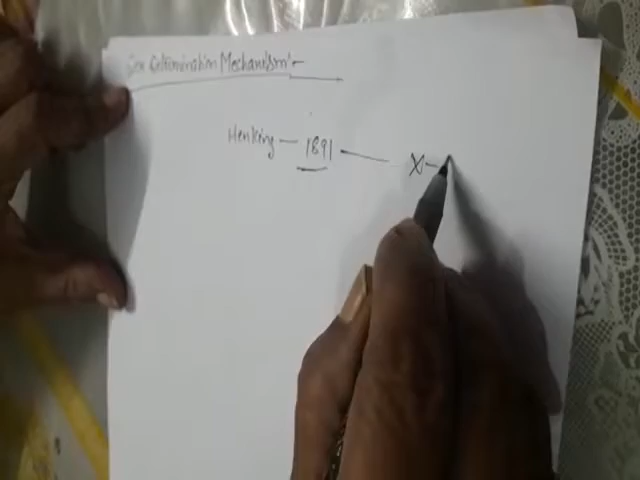 Sex Determination Mechanism:-
Henking - 1891 — X-